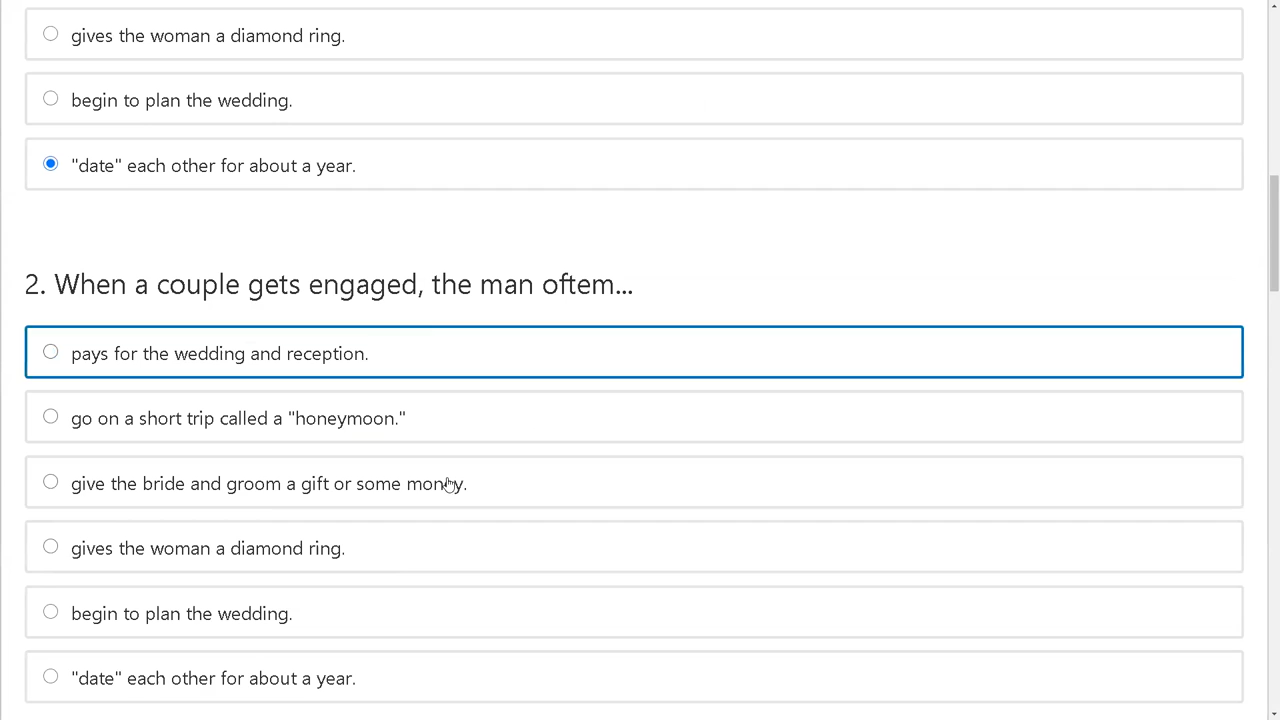 gives the woman a diamond ring.
begin to plan the wedding.
"date" each other for about a year.
2. When a couple gets engaged, the man oftem...
pays for the wedding and reception.
go on a short trip called a "honeymoon."
give the bride and groom a gift or some money.
gives the woman a diamond ring.
begin to plan the wedding.
"date" each other for about a year.